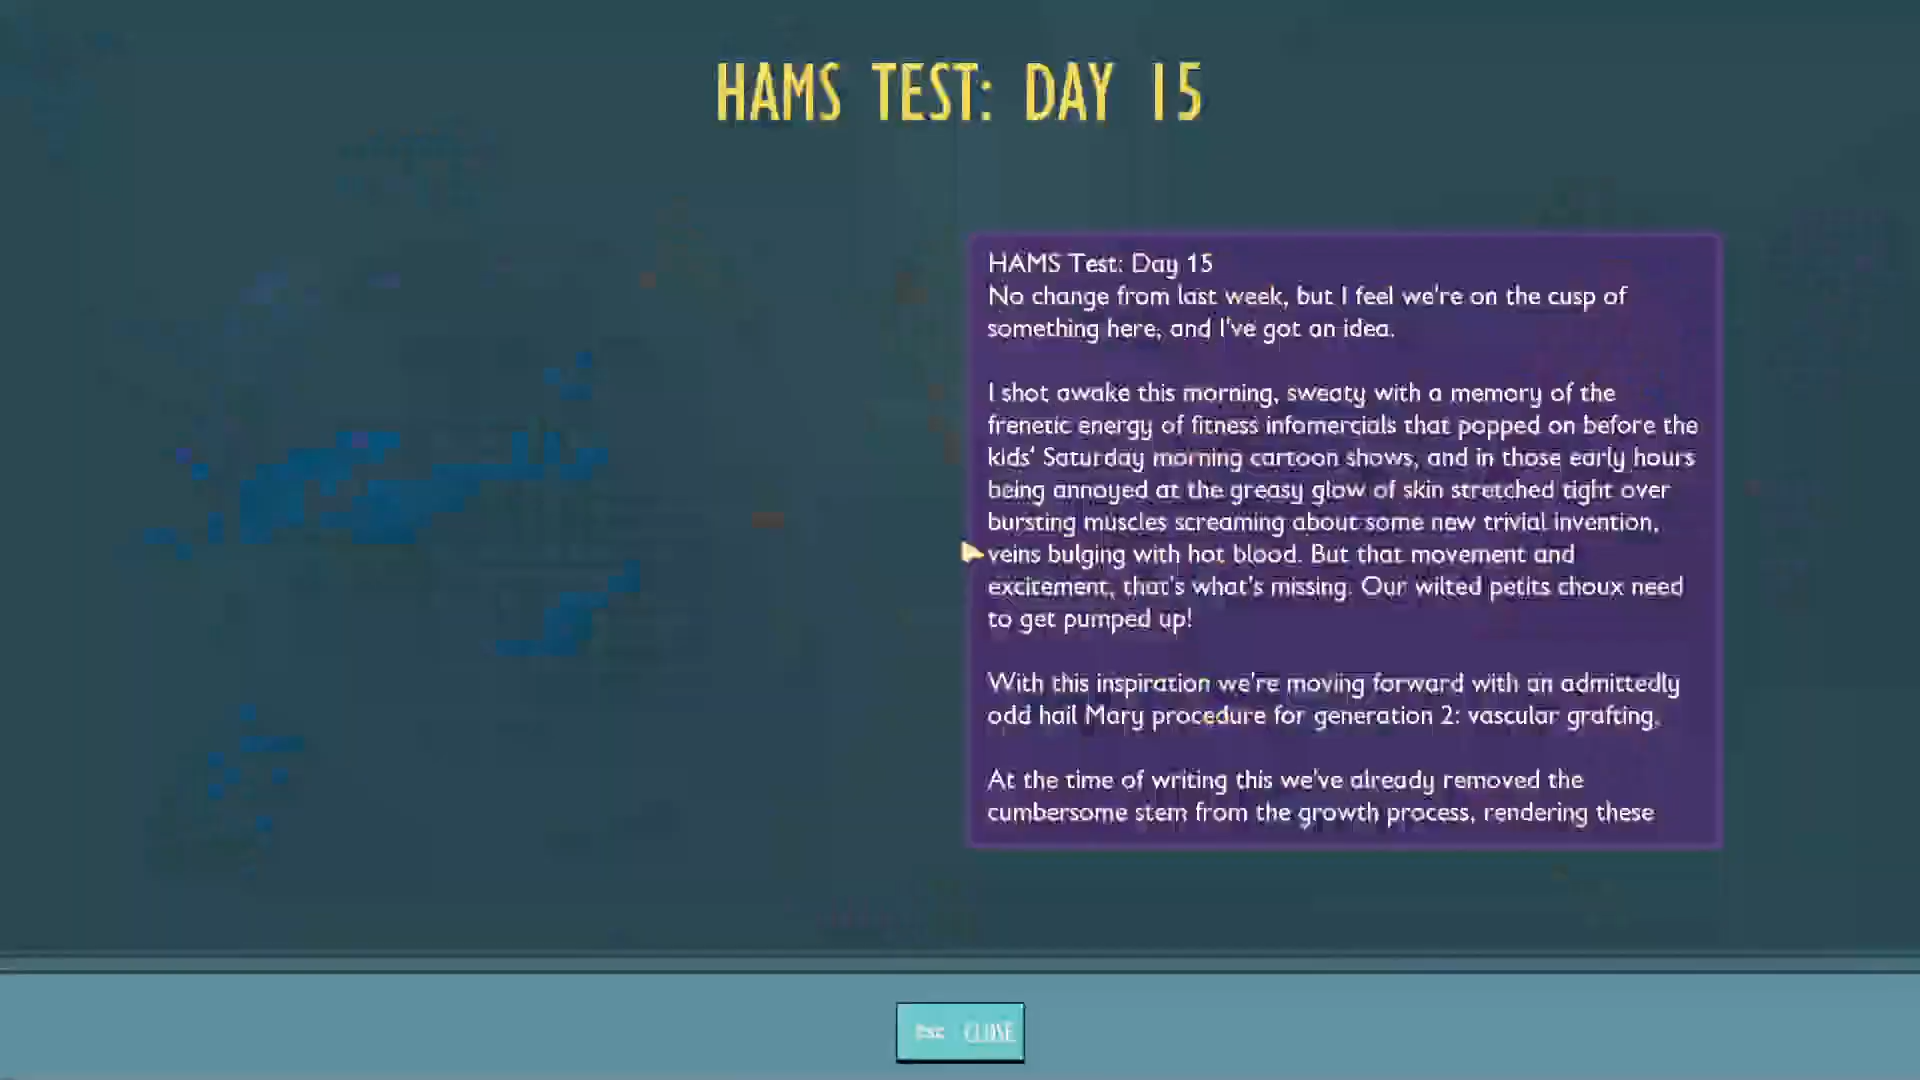 HAMS TEST: DAY 15
HAMS Test: Day 15
No change from last week, but I feel we're on the cusp of
something here, and I've got an idea.
I shot awake this morning, sweaty with a memory of the
frenetic energy of fitness infomercials that popped on before the
kids' Saturday morning cartoon shows, and in those early hours
being annoyed at the greasy glow of skin stretched tight over
bursting muscles screaming about some new trivial invention,
veins bulging with hot blood. But that movement and
excitement, that's what's missing. Our wilted petits choux need
to get pumped up!
With this inspiration we're moving forward with an admittedly
odd hail Mary procedure for generation 2: vascular grafting.
At the time of writing this we've already removed the
cumbersome stem from the growth process, rendering these
Esc CLOSE